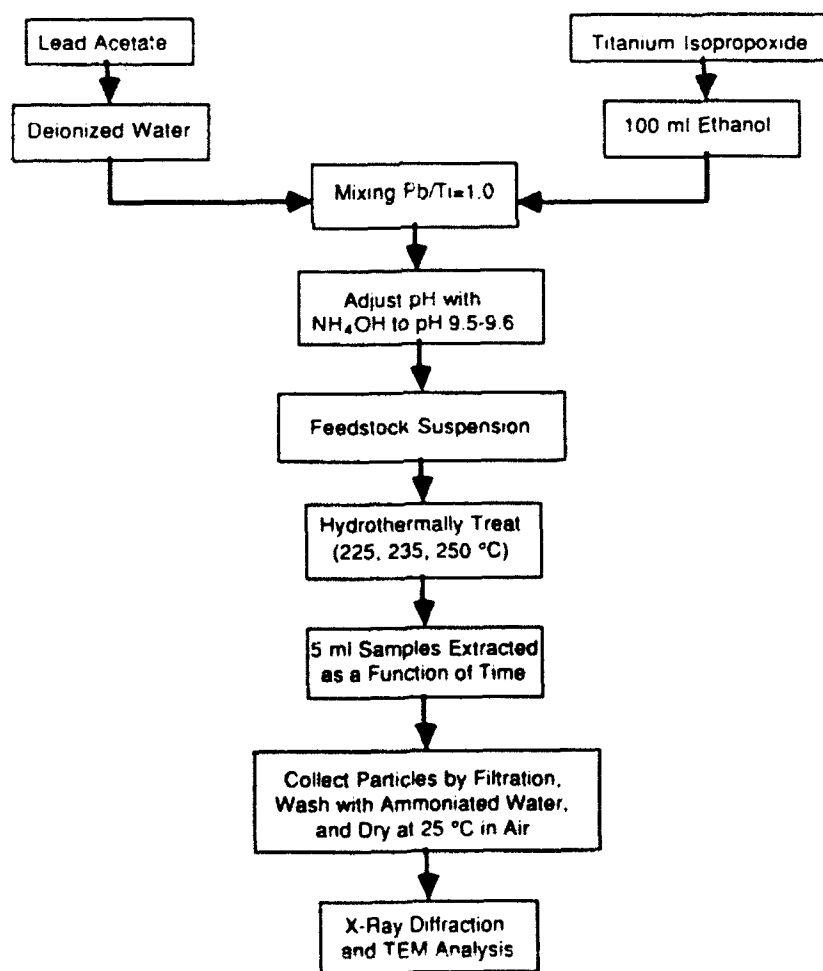 Lead Acetate
Titanium Isopropoxide
Deionized Water
100 ml Ethanol
Mixing Pb/Ti=1.0
Adjust pH with
NH₄OH to pH 9.5-9.6
Feedstock Suspension
Hydrothermally Treat
(225, 235, 250 °C)
5 ml Samples Extracted
as a Function of Time
Collect Particles by Filtration,
Wash with Ammoniated Water,
and Dry at 25 °C in Air
X-Ray Diffraction
and TEM Analysis